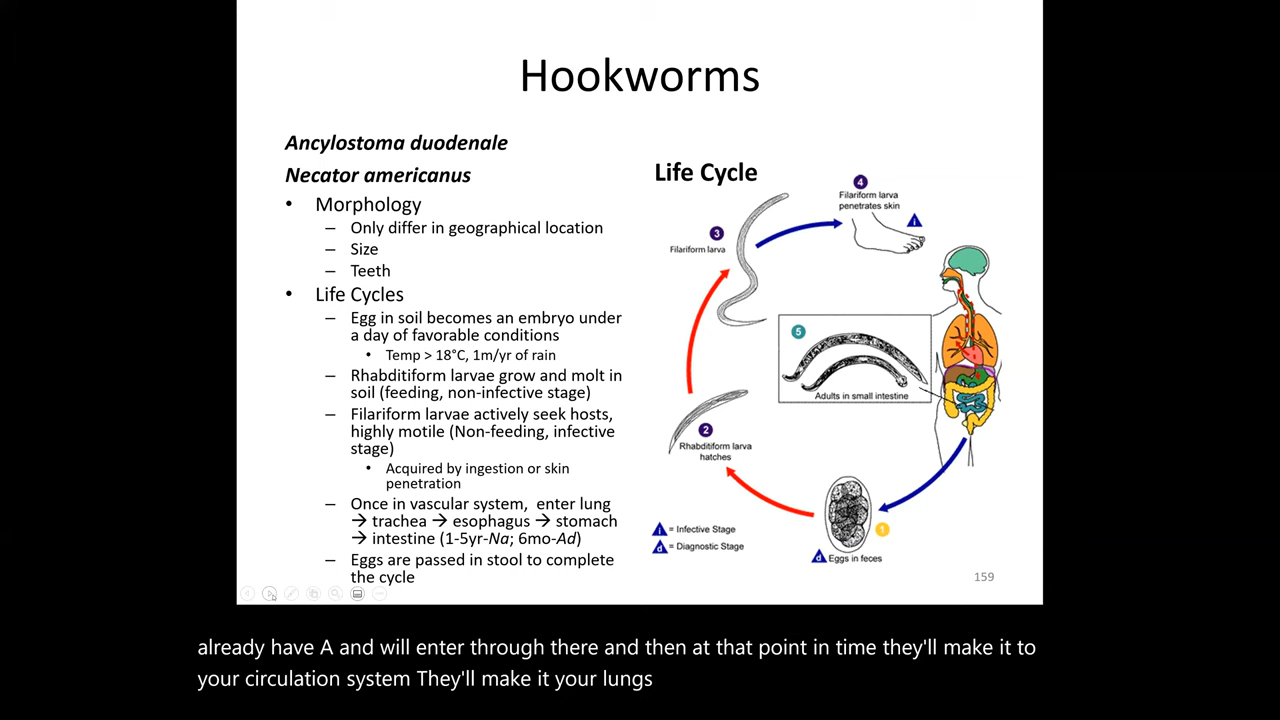 Hookworms
Ancylostoma duodenale
Necator americanus
• Morphology
– Only differ in geographical location
– Size
– Teeth
• Life Cycles
– Egg in soil becomes an embryo under
a day of favorable conditions
• Temp > 18°C, 1m/yr of rain
– Rhabditiform larvae grow and molt in
soil (feeding, non-infective stage)
– Filariform larvae actively seek hosts,
highly motile (Non-feeding, infective
stage)
• Acquired by ingestion or skin
penetration
– Once in vascular system, enter lung
→ trachea → esophagus → stomach
→ intestine (1-5yr-Na; 6mo-Ad)
– Eggs are passed in stool to complete
the cycle
Life Cycle
4
Filariform larva
penetrates skin
i
3
Filariform larva
5
Adults in small intestine
2
Rhabditiform larva
hatches
1
i = Infective Stage
d = Diagnostic Stage
d Eggs in feces
159
already have A and will enter through there and then at that point in time they'll make it to
your circulation system They'll make it your lungs